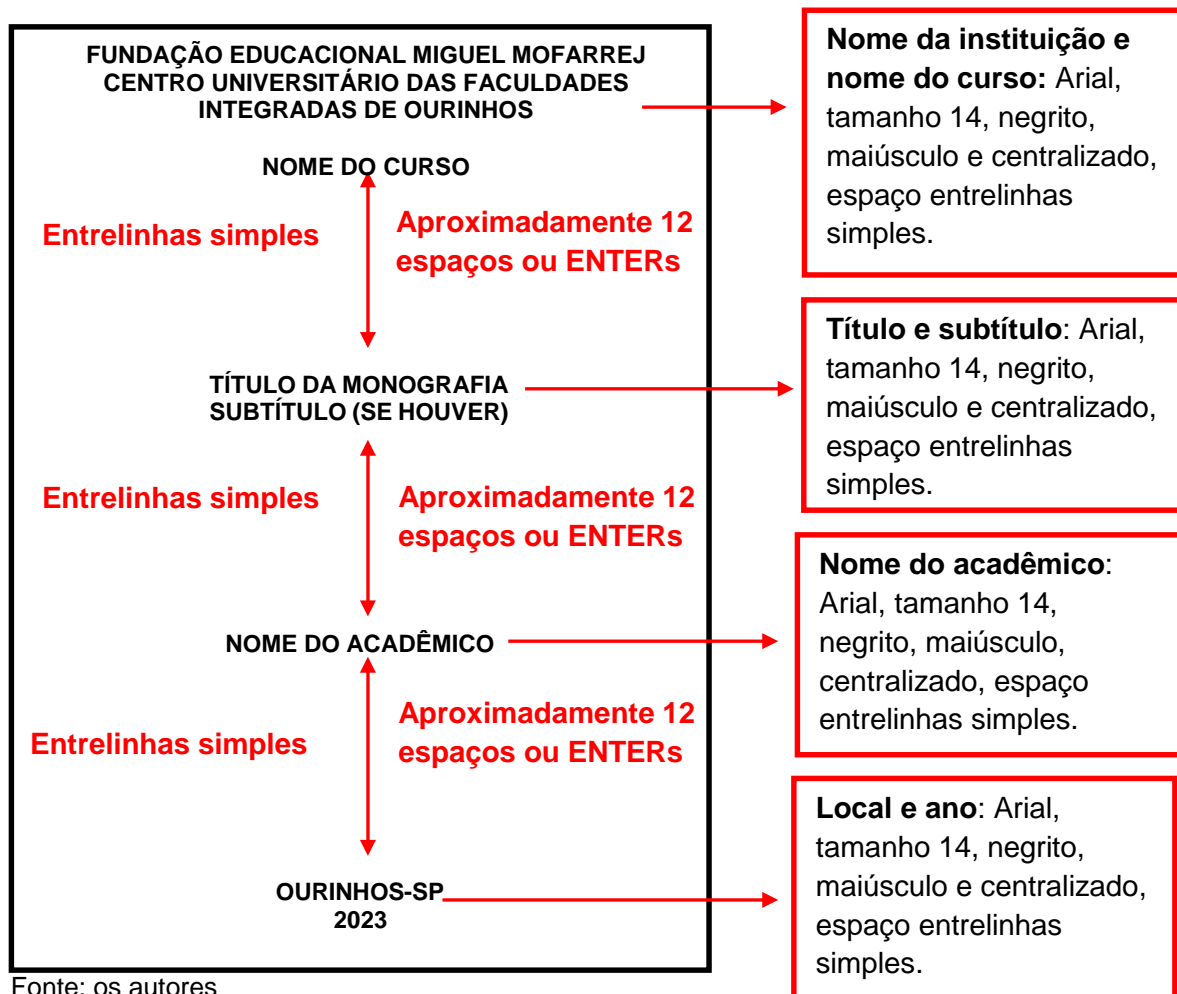 FUNDAÇÃO EDUCACIONAL MIGUEL MOFARREJ
CENTRO UNIVERSITÁRIO DAS FACULDADES
INTEGRADAS DE OURINHOS
NOME DO CURSO
Entrelinhas simples
Aproximadamente 12
espaços ou ENTERs
TÍTULO DA MONOGRAFIA
SUBTÍTULO (SE HOUVER)
Entrelinhas simples
Aproximadamente 12
espaços ou ENTERs
NOME DO ACADÊMICO
Entrelinhas simples
Aproximadamente 12
espaços ou ENTERs
OURINHOS-SP
2023
Nome da instituição e
nome do curso: Arial,
tamanho 14, negrito,
maiúsculo e centralizado,
espaço entrelinhas
simples.
Título e subtítulo: Arial,
tamanho 14, negrito,
maiúsculo e centralizado,
espaço entrelinhas
simples.
Nome do acadêmico:
Arial, tamanho 14,
negrito, maiúsculo,
centralizado, espaço
entrelinhas simples.
Local e ano: Arial,
tamanho 14, negrito,
maiúsculo e centralizado,
espaço entrelinhas
simples.
Fonte: os autores